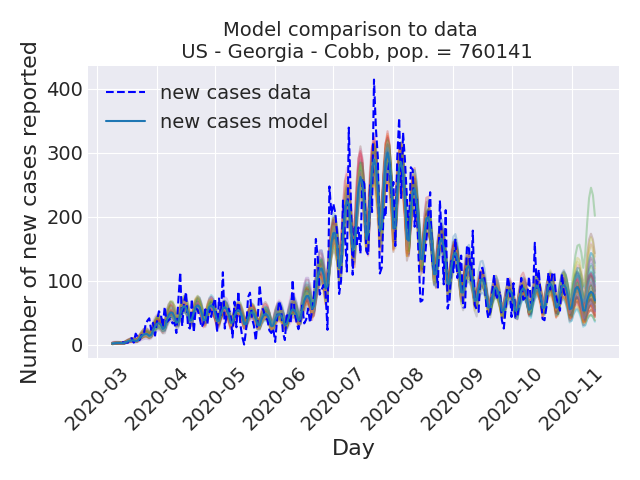 Model comparison to data
US - Georgia - Cobb, pop. = 760141
Number of new cases reported
400
300
200
100
0
new cases data
new cases model
2020-03
2020-04
2020-05
2020-06
2020-07
2020-08
2020-09
2020-10
2020-11
Day